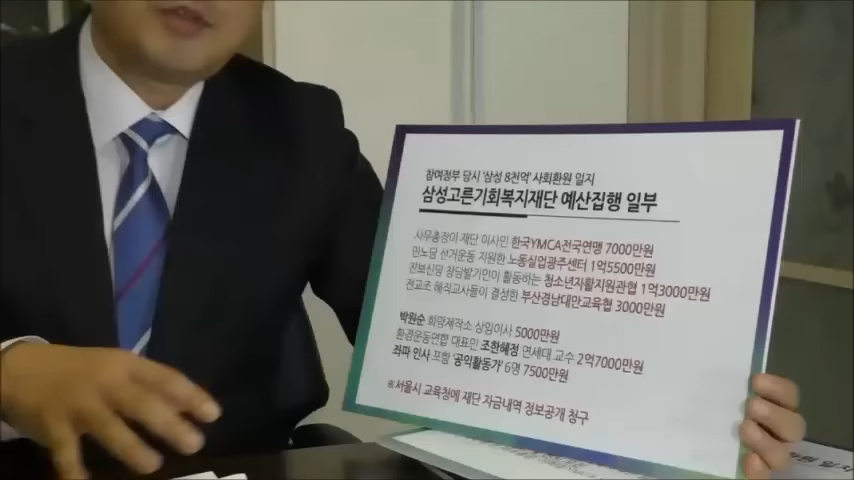 참여정부 당시 '삼성 8천억' 사회환원 일지
삼성고른기회복지재단 예산집행 일부
사무총장이 재단 이사인 한국YMCA전국연맹 7000만원
민노당 선거운동 지원한 노동실업광주센터 1억5500만원
진보신당 창당발기인이 활동하는 청소년자활지원관협 1억3000만원
전교조 해직교사들이 결성한 부산경남대안교육협 3000만원
박원순 희망제작소 상임이사 5000만원
환경운동연합 대표인 조한혜정 연세대 교수 2억7000만원
좌파 인사 포함 '공익활동가' 6명 7500만원
※서울시 교육청에 재단 자금내역 정보공개 청구
일지